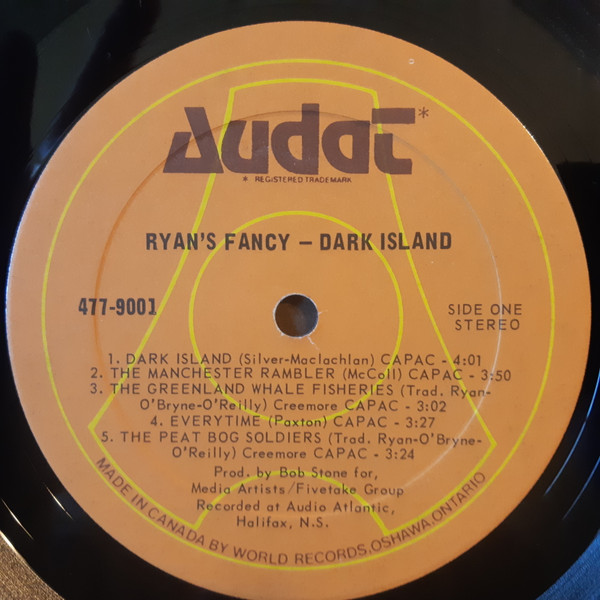 Audat*
* REGISTERED TRADE MARK
RYAN'S FANCY – DARK ISLAND
477-9001
SIDE ONE
STEREO
1. DARK ISLAND (Silver-Maclachlan) CAPAC - 4:01
2. THE MANCHESTER RAMBLER (McColl) CAPAC - 3:50
3. THE GREENLAND WHALE FISHERIES (Trad. Ryan-
O'Bryne-O'Reilly) Creemore CAPAC - 3:02
4. EVERYTIME (Paxton) CAPAC - 3:27
5. THE PEAT BOG SOLDIERS (Trad. Ryan-O'Bryne-
O'Reilly) Creemore CAPAC - 3:24
Prod. by Bob Stone for,
Media Artists/Fivetake Group
Recorded at Audio Atlantic,
Halifax, N.S.
MADE IN CANADA BY WORLD RECORDS, OSHAWA, ONTARIO